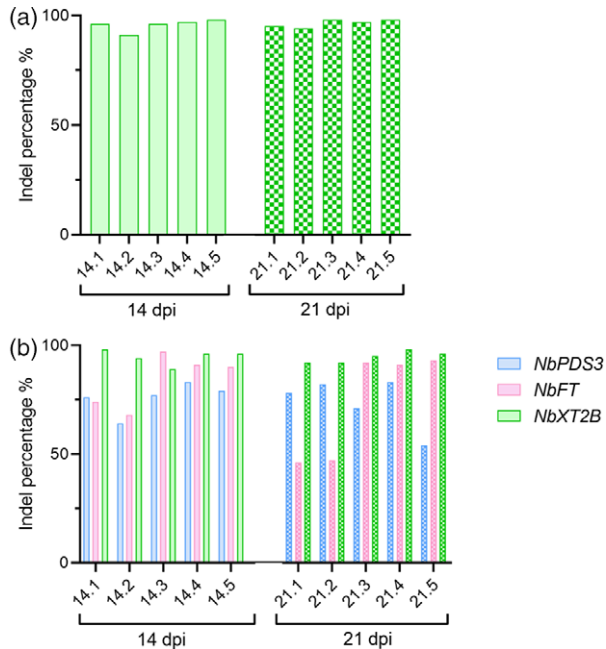 (a)
Indel percentage %
100
50
0
14.1 14.2 14.3 14.4 14.5 21.1 21.2 21.3 21.4 21.5
14 dpi 21 dpi
(b)
Indel percentage %
100
50
0
14.1 14.2 14.3 14.4 14.5 21.1 21.2 21.3 21.4 21.5
14 dpi 21 dpi
NbPDS3
NbFT
NbXT2B